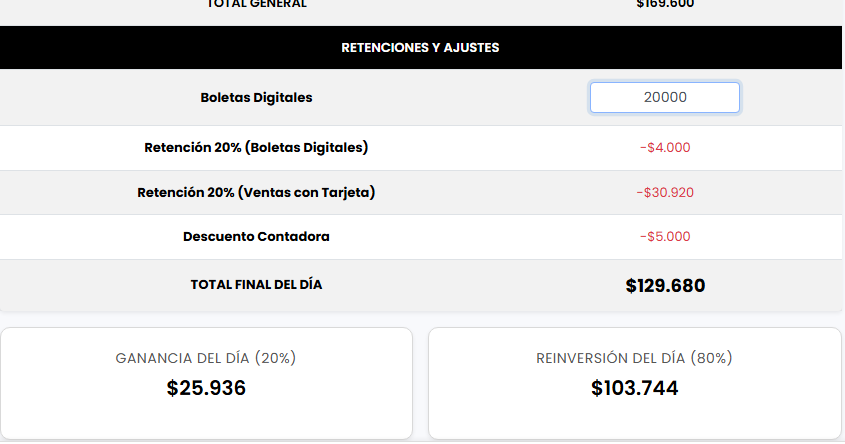 TOTAL GENERAL $169.600
RETENCIONES Y AJUSTES
Boletas Digitales 20000
Retención 20% (Boletas Digitales) -$4.000
Retención 20% (Ventas con Tarjeta) -$30.920
Descuento Contadora -$5.000
TOTAL FINAL DEL DÍA $129.680
GANANCIA DEL DÍA (20%)
$25.936
REINVERSIÓN DEL DÍA (80%)
$103.744